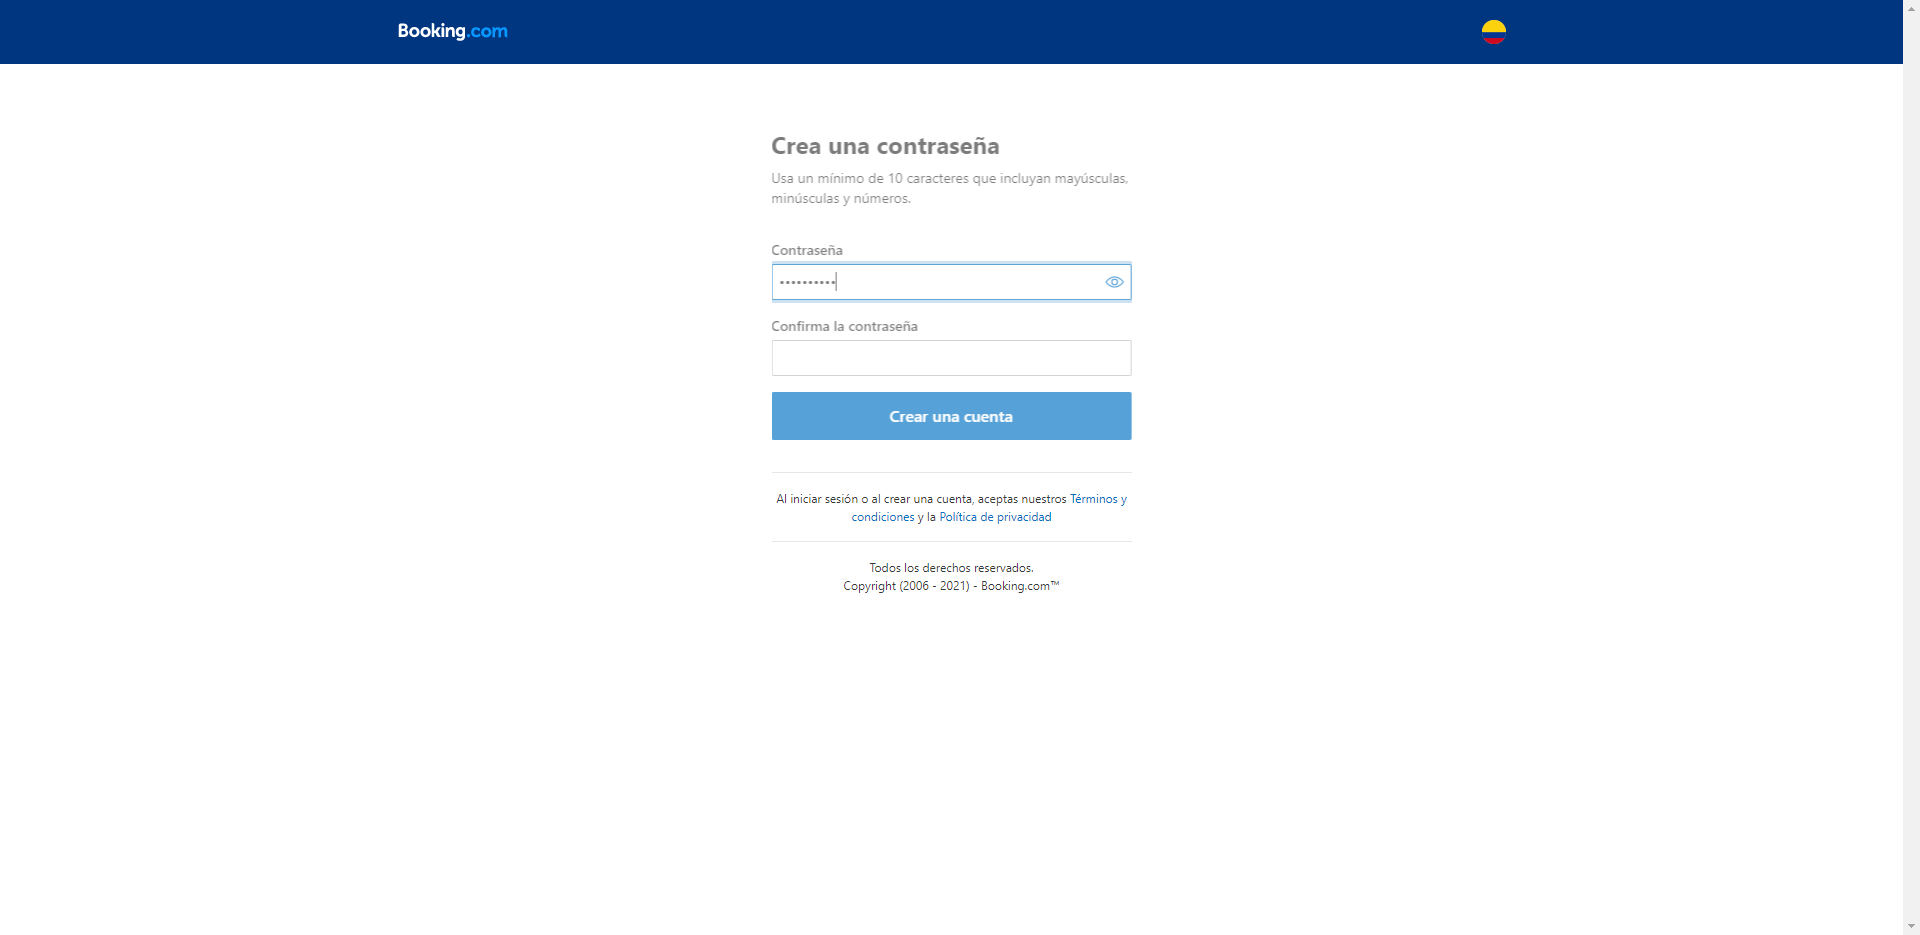 Booking.com
Crea una contraseña
Usa un mínimo de 10 caracteres que incluyan mayúsculas,
minúsculas y números.
Contraseña
••••••••••
Confirma la contraseña
Crear una cuenta
Al iniciar sesión o al crear una cuenta, aceptas nuestros Términos y
condiciones y la Política de privacidad
Todos los derechos reservados.
Copyright (2006 - 2021) - Booking.com™